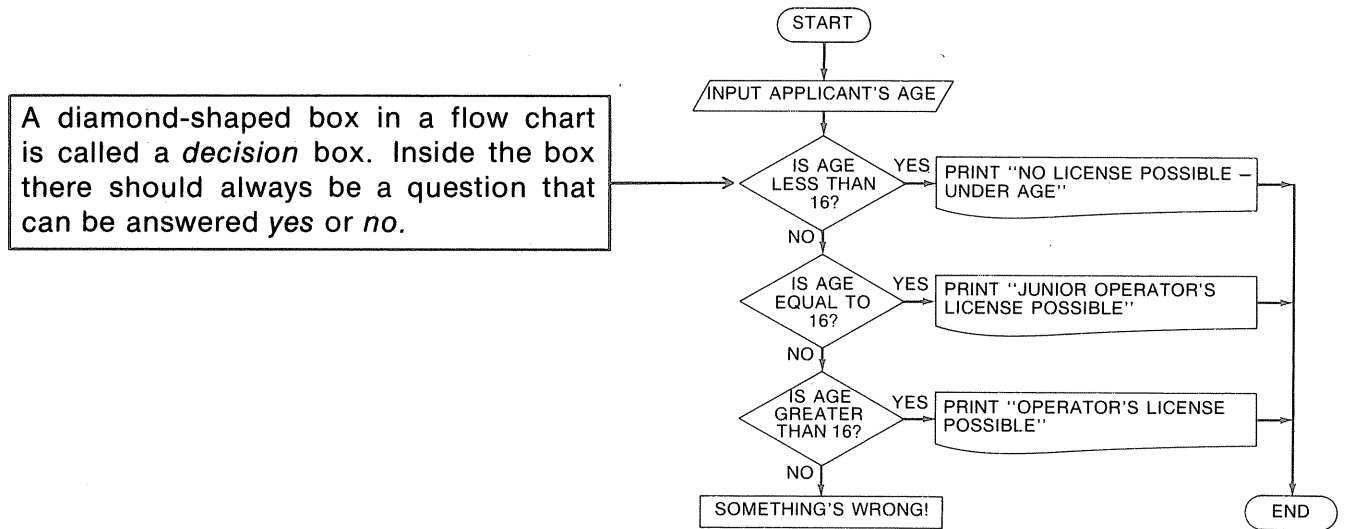 START
INPUT APPLICANT'S AGE
A diamond-shaped box in a flow chart
is called a decision box. Inside the box
there should always be a question that
can be answered yes or no.
IS AGE
LESS THAN
16?
YES
PRINT "NO LICENSE POSSIBLE –
UNDER AGE"
NO
IS AGE
EQUAL TO
16?
YES
PRINT "JUNIOR OPERATOR'S
LICENSE POSSIBLE"
NO
IS AGE
GREATER
THAN 16?
YES
PRINT "OPERATOR'S LICENSE
POSSIBLE"
NO
SOMETHING'S WRONG!
END